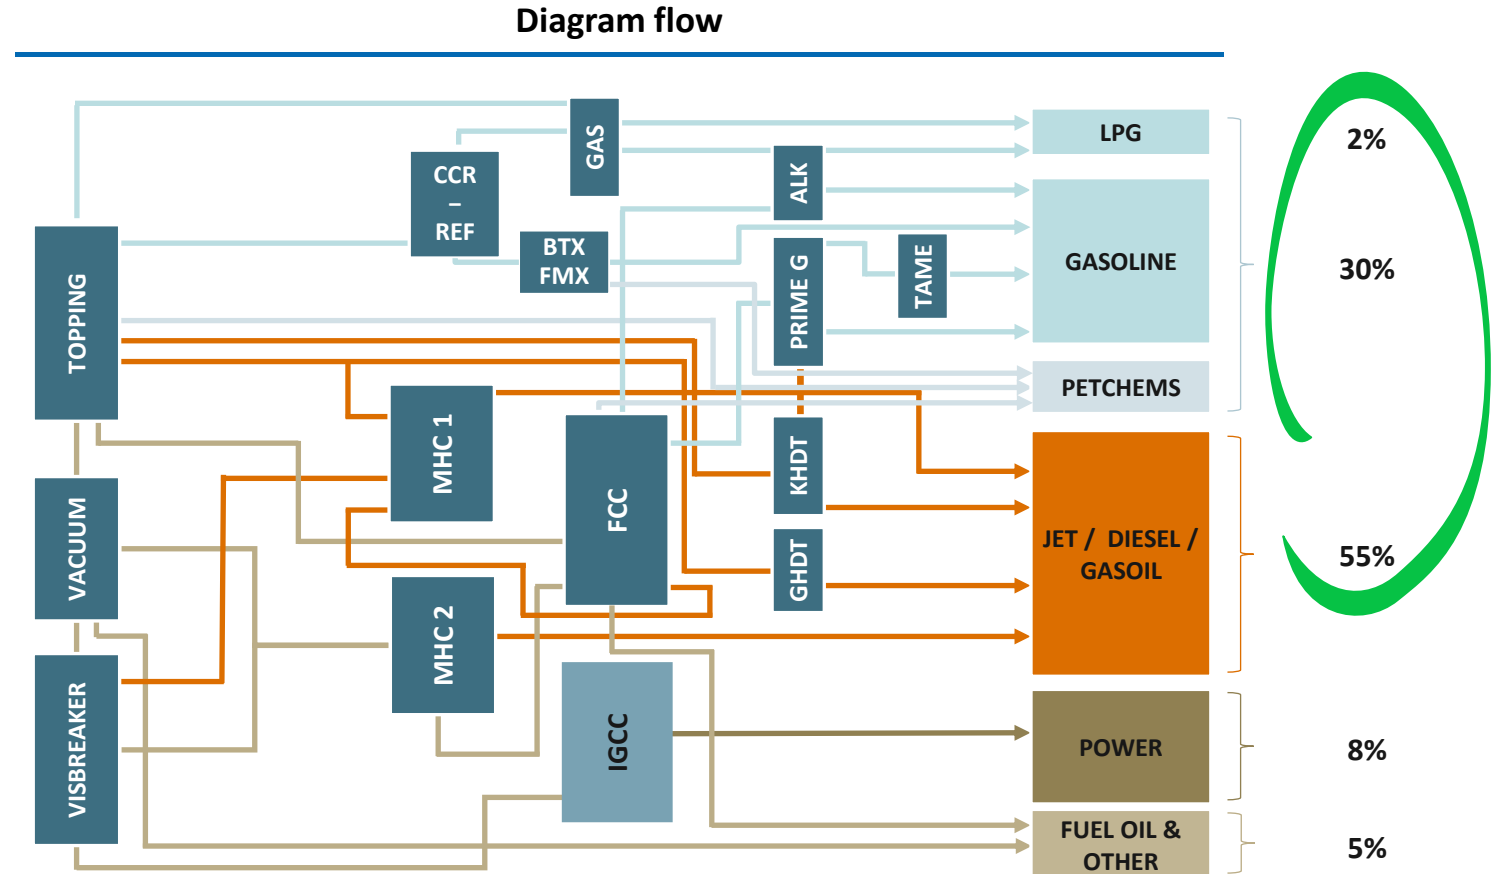 Diagram flow
GAS
LPG
2%
CCR
–
REF
ALK
BTX
FMX
GASOLINE
30%
TAME
PRIME G
TOPPING
PETCHEMS
MHC 1
KHDT
FCC
VACUUM
GHDT
JET / DIESEL /
GASOIL
55%
MHC 2
VISBREAKER
IGCC
POWER
8%
FUEL OIL &
OTHER
5%